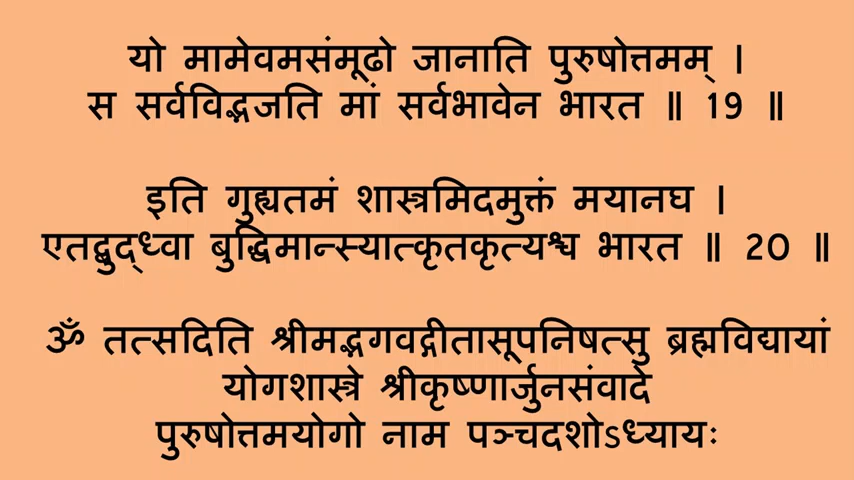 यो मामेवमसंमूढो जानाति पुरुषोत्तमम् ।
स सर्वविद्भजति मां सर्वभावेन भारत ॥ 19 ॥
इति गुह्यतमं शास्त्रमिदमुक्तं मयानघ ।
एतद्बुद्ध्वा बुद्धिमान्स्यात्कृतकृत्यश्च भारत ॥ 20 ॥
ॐ तत्सदिति श्रीमद्भगवद्गीतासूपनिषत्सु ब्रह्मविद्यायां
योगशास्त्रे श्रीकृष्णार्जुनसंवादे
पुरुषोत्तमयोगो नाम पञ्चदशोऽध्यायः